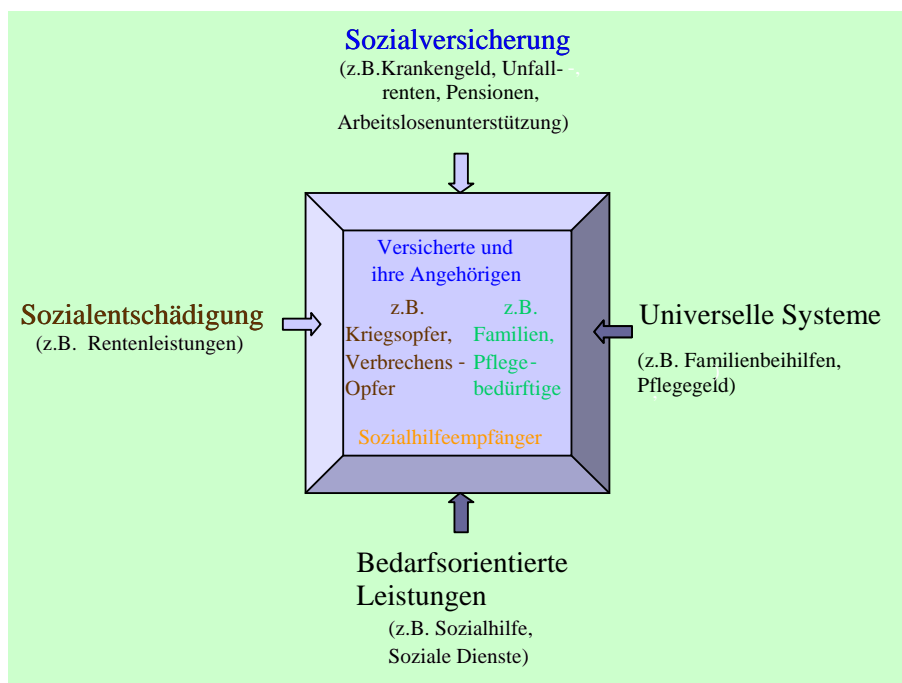 Sozialversicherung
(z.B.Krankengeld, Unfall-
renten, Pensionen,
Arbeitslosenunterstützung)
Versicherte und
ihre Angehörigen
z.B.
Kriegsopfer,
Verbrechens -
Opfer
z.B.
Familien,
Pflege-
bedürftige
Sozialhilfeempfänger
Sozialentschädigung
(z.B. Rentenleistungen)
Universelle Systeme
(z.B. Familienbeihilfen,
Pflegegeld)
Bedarfsorientierte
Leistungen
(z.B. Sozialhilfe,
Soziale Dienste)